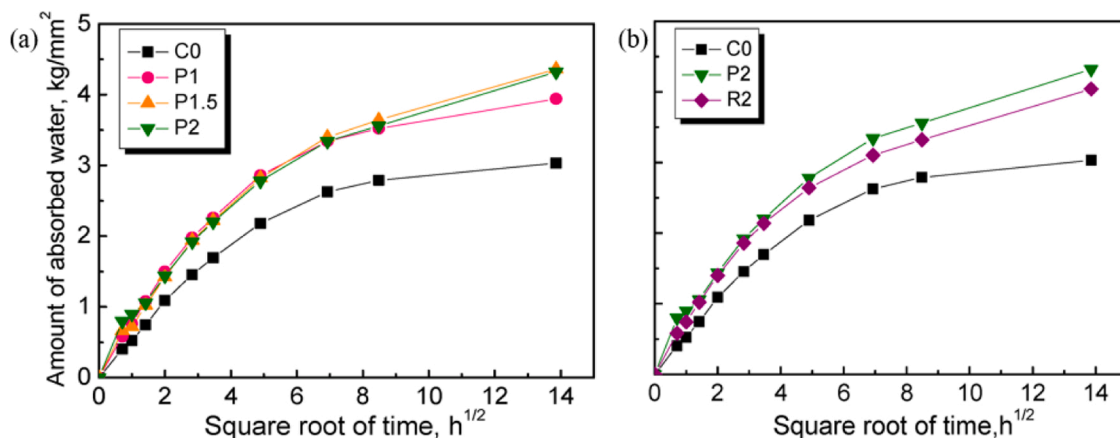 (a)
C0
P1
P1.5
P2
Amount of absorbed water, kg/mm²
5
4
3
2
1
0
0 2 4 6 8 10 12 14
Square root of time, h^1/2
(b)
C0
P2
R2
0 2 4 6 8 10 12 14
Square root of time,h^1/2